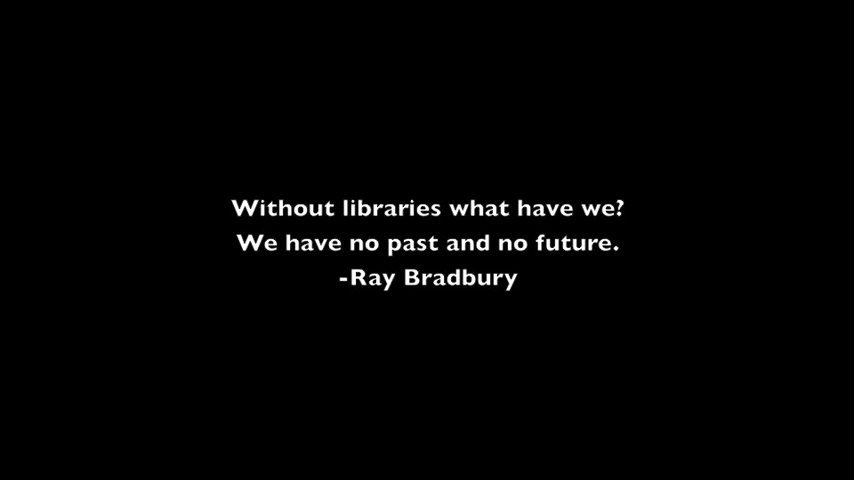 Without libraries what have we?
We have no past and no future.
-Ray Bradbury